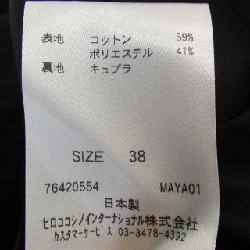 表地 コットン 59%
ポリエステル 41%
裏地 キュプラ
SIZE 38
76420554 MAYA01
日本製
ヒロココシノインターナショナル株式会社
カスタマーサービス 03-3478-4332